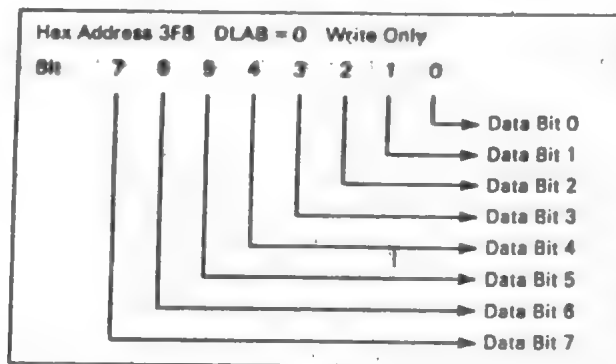 Hex Address 3F8 DLAB = 0 Write Only
Bit 7 6 5 4 3 2 1 0
Data Bit 0
Data Bit 1
Data Bit 2
Data Bit 3
Data Bit 4
Data Bit 5
Data Bit 6
Data Bit 7